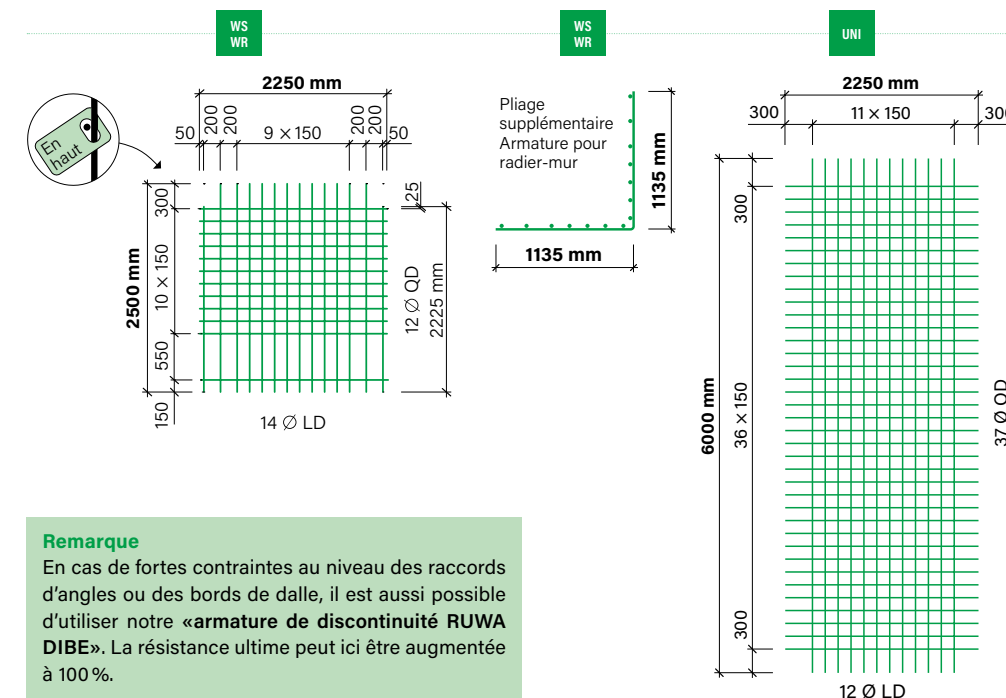 WS
WR
WS
WR
UNI
2250 mm
50
200
200
9 × 150
200
200
50
En
haut
2500 mm
300
10 × 150
550
150
25
12 ∅ QD
2225 mm
14 ∅ LD
Pliage
supplémentaire
Armature pour
radier-mur
1135 mm
1135 mm
2250 mm
300
11 × 150
300
6000 mm
300
36 × 150
300
37 ∅ QD
12 ∅ LD
Remarque
En cas de fortes contraintes au niveau des raccords
d’angles ou des bords de dalle, il est aussi possible
d’utiliser notre «armature de discontinuité RUWA
DIBE». La résistance ultime peut ici être augmentée
à 100 %.